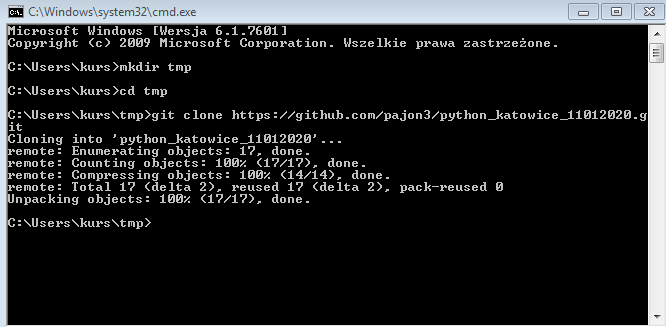 C:\Windows\system32\cmd.exe
Microsoft Windows [Wersja 6.1.7601]
Copyright (c) 2009 Microsoft Corporation. Wszelkie prawa zastrzeżone.
C:\Users\kurs>mkdir tmp
C:\Users\kurs>cd tmp
C:\Users\kurs\tmp>git clone https://github.com/pajon3/python_katowice_11012020.g
it
Cloning into 'python_katowice_11012020'...
remote: Enumerating objects: 17, done.
remote: Counting objects: 100% (17/17), done.
remote: Compressing objects: 100% (14/14), done.
remote: Total 17 (delta 2), reused 17 (delta 2), pack-reused 0
Unpacking objects: 100% (17/17), done.
C:\Users\kurs\tmp>